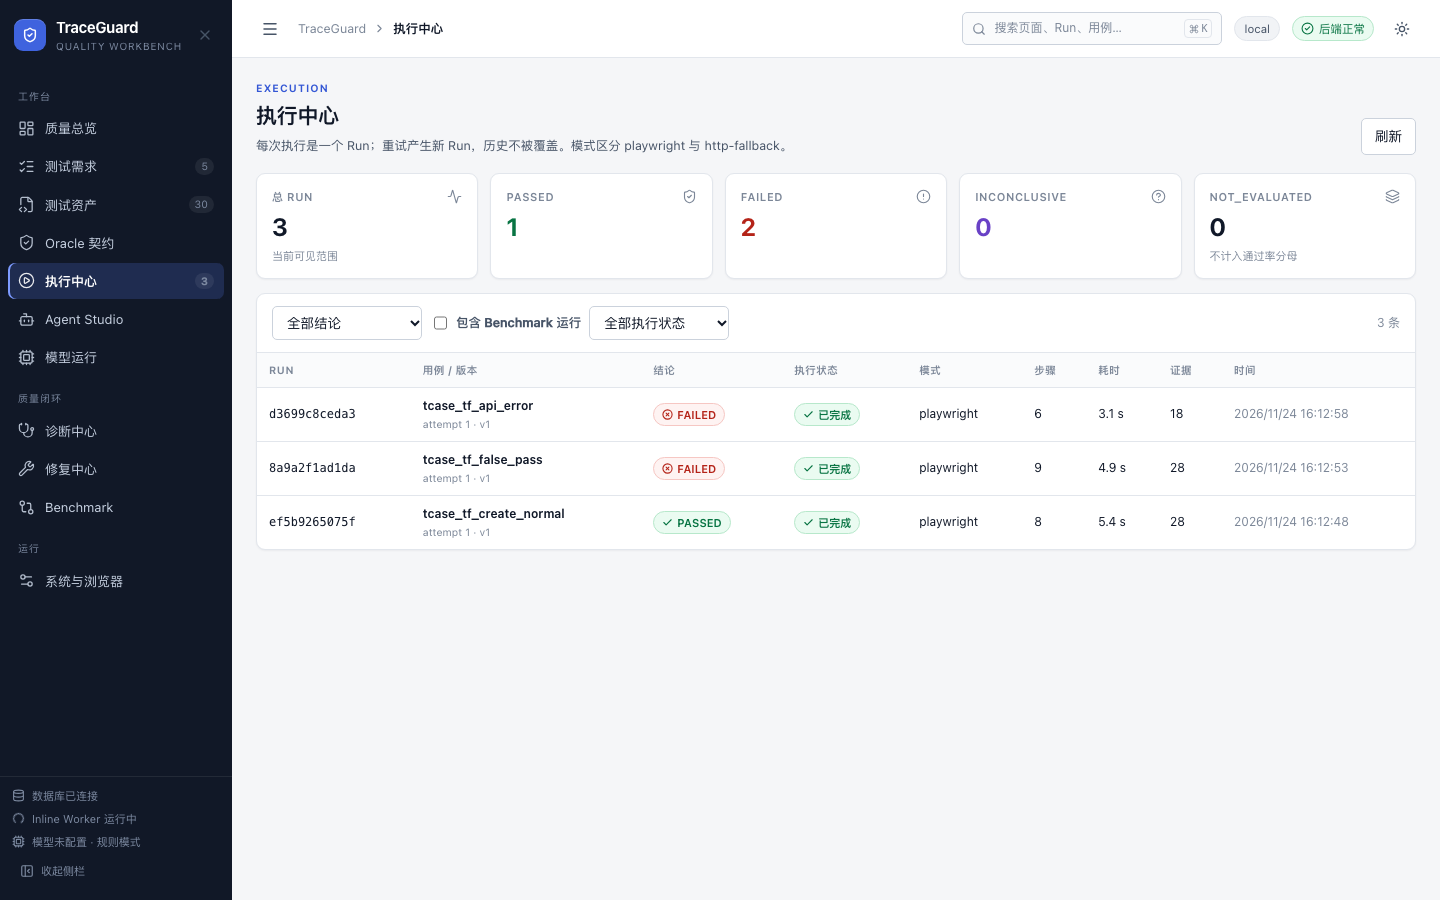 TraceGuard
QUALITY WORKBENCH
工作台
质量总览
测试需求 5
测试资产 30
Oracle 契约
执行中心 3
Agent Studio
模型运行
质量闭环
诊断中心
修复中心
Benchmark
运行
系统与浏览器
数据库已连接
Inline Worker 运行中
模型未配置 · 规则模式
收起侧栏
TraceGuard > 执行中心
搜索页面、Run、用例... ⌘ K
local
后端正常
EXECUTION
执行中心
每次执行是一个 Run；重试产生新 Run，历史不被覆盖。模式区分 playwright 与 http-fallback。
刷新
RUN
3
当前可见范围
PASSED
1
FAILED
2
INCONCLUSIVE
0
NOT_EVALUATED
0
不计入通过率分母
全部结论 包含 Benchmark 运行 全部执行状态 3 条
RUN 用例 / 版本 结论 执行状态 模式 步骤 耗时 证据 时间
d3699c8ceda3 tcase_tf_api_error FAILED 已完成 playwright 6 3.1 s 18 2026/11/24 16:12:58
attempt 1 · v1
8a9a2f1ad1da tcase_tf_false_pass FAILED 已完成 playwright 9 4.9 s 28 2026/11/24 16:12:53
attempt 1 · v1
ef5b9265075f tcase_tf_create_normal PASSED 已完成 playwright 8 5.4 s 28 2026/11/24 16:12:48
attempt 1 · v1